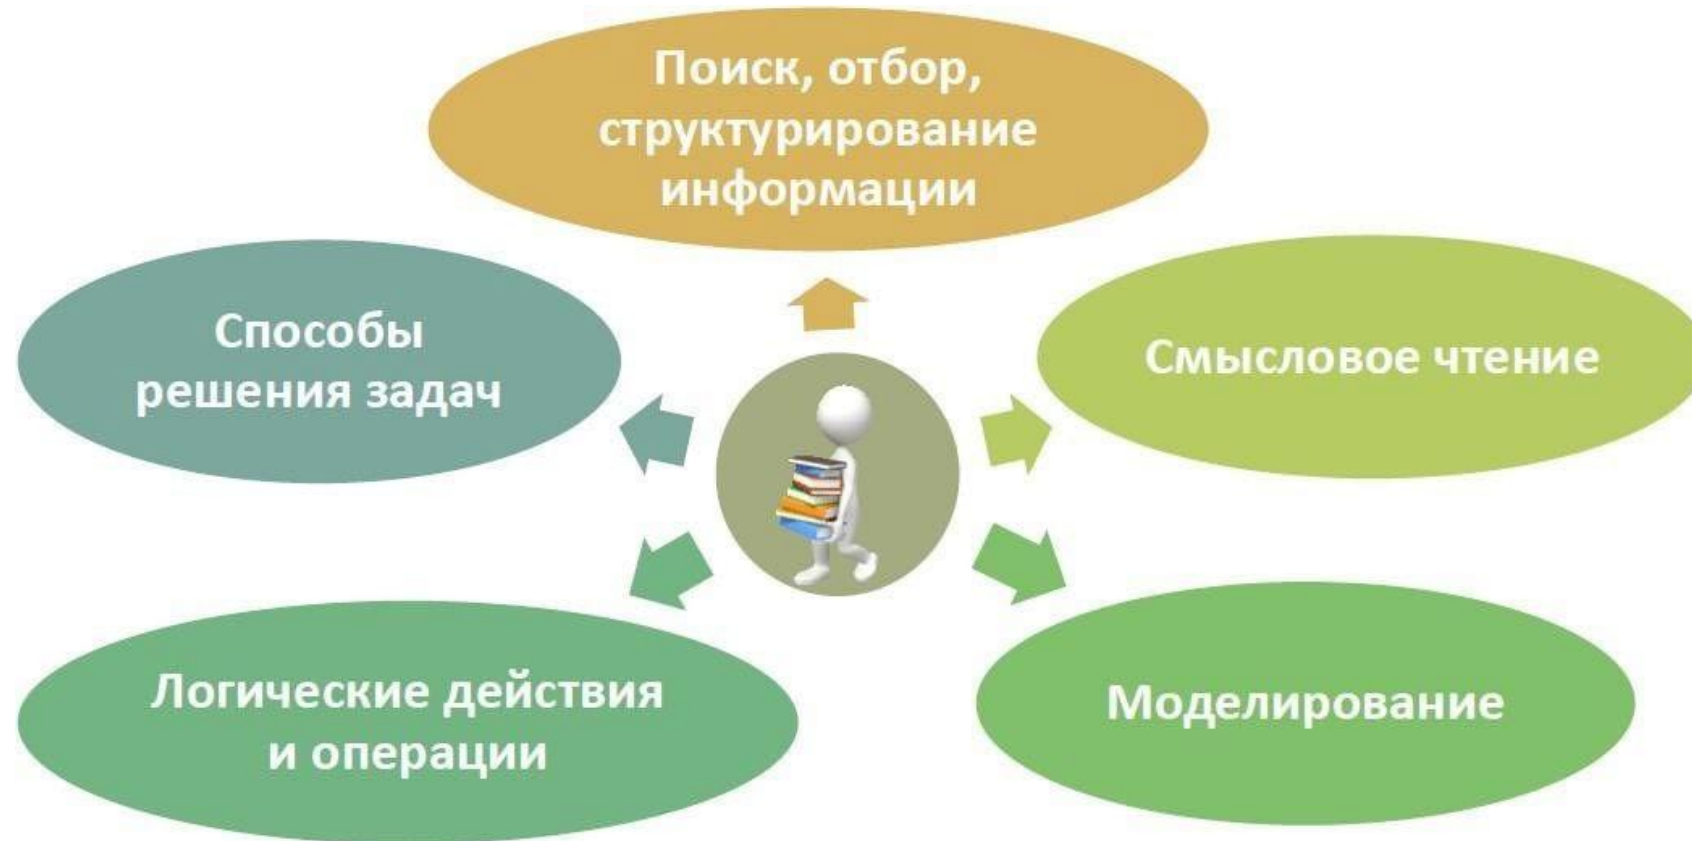 Поиск, отбор,
структурирование
информации
Способы
решения задач
Смысловое чтение
Логические действия
и операции
Моделирование